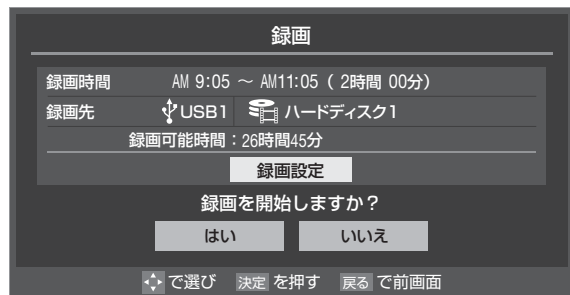 録画
録画時間 AM 9:05 ～ AM11:05 ( 2時間 00分)
録画先 USB1 ハードディスク1
録画可能時間：26時間45分
録画設定
録画を開始しますか？
はい いいえ
で選び 決定 を押す 戻る で前画面